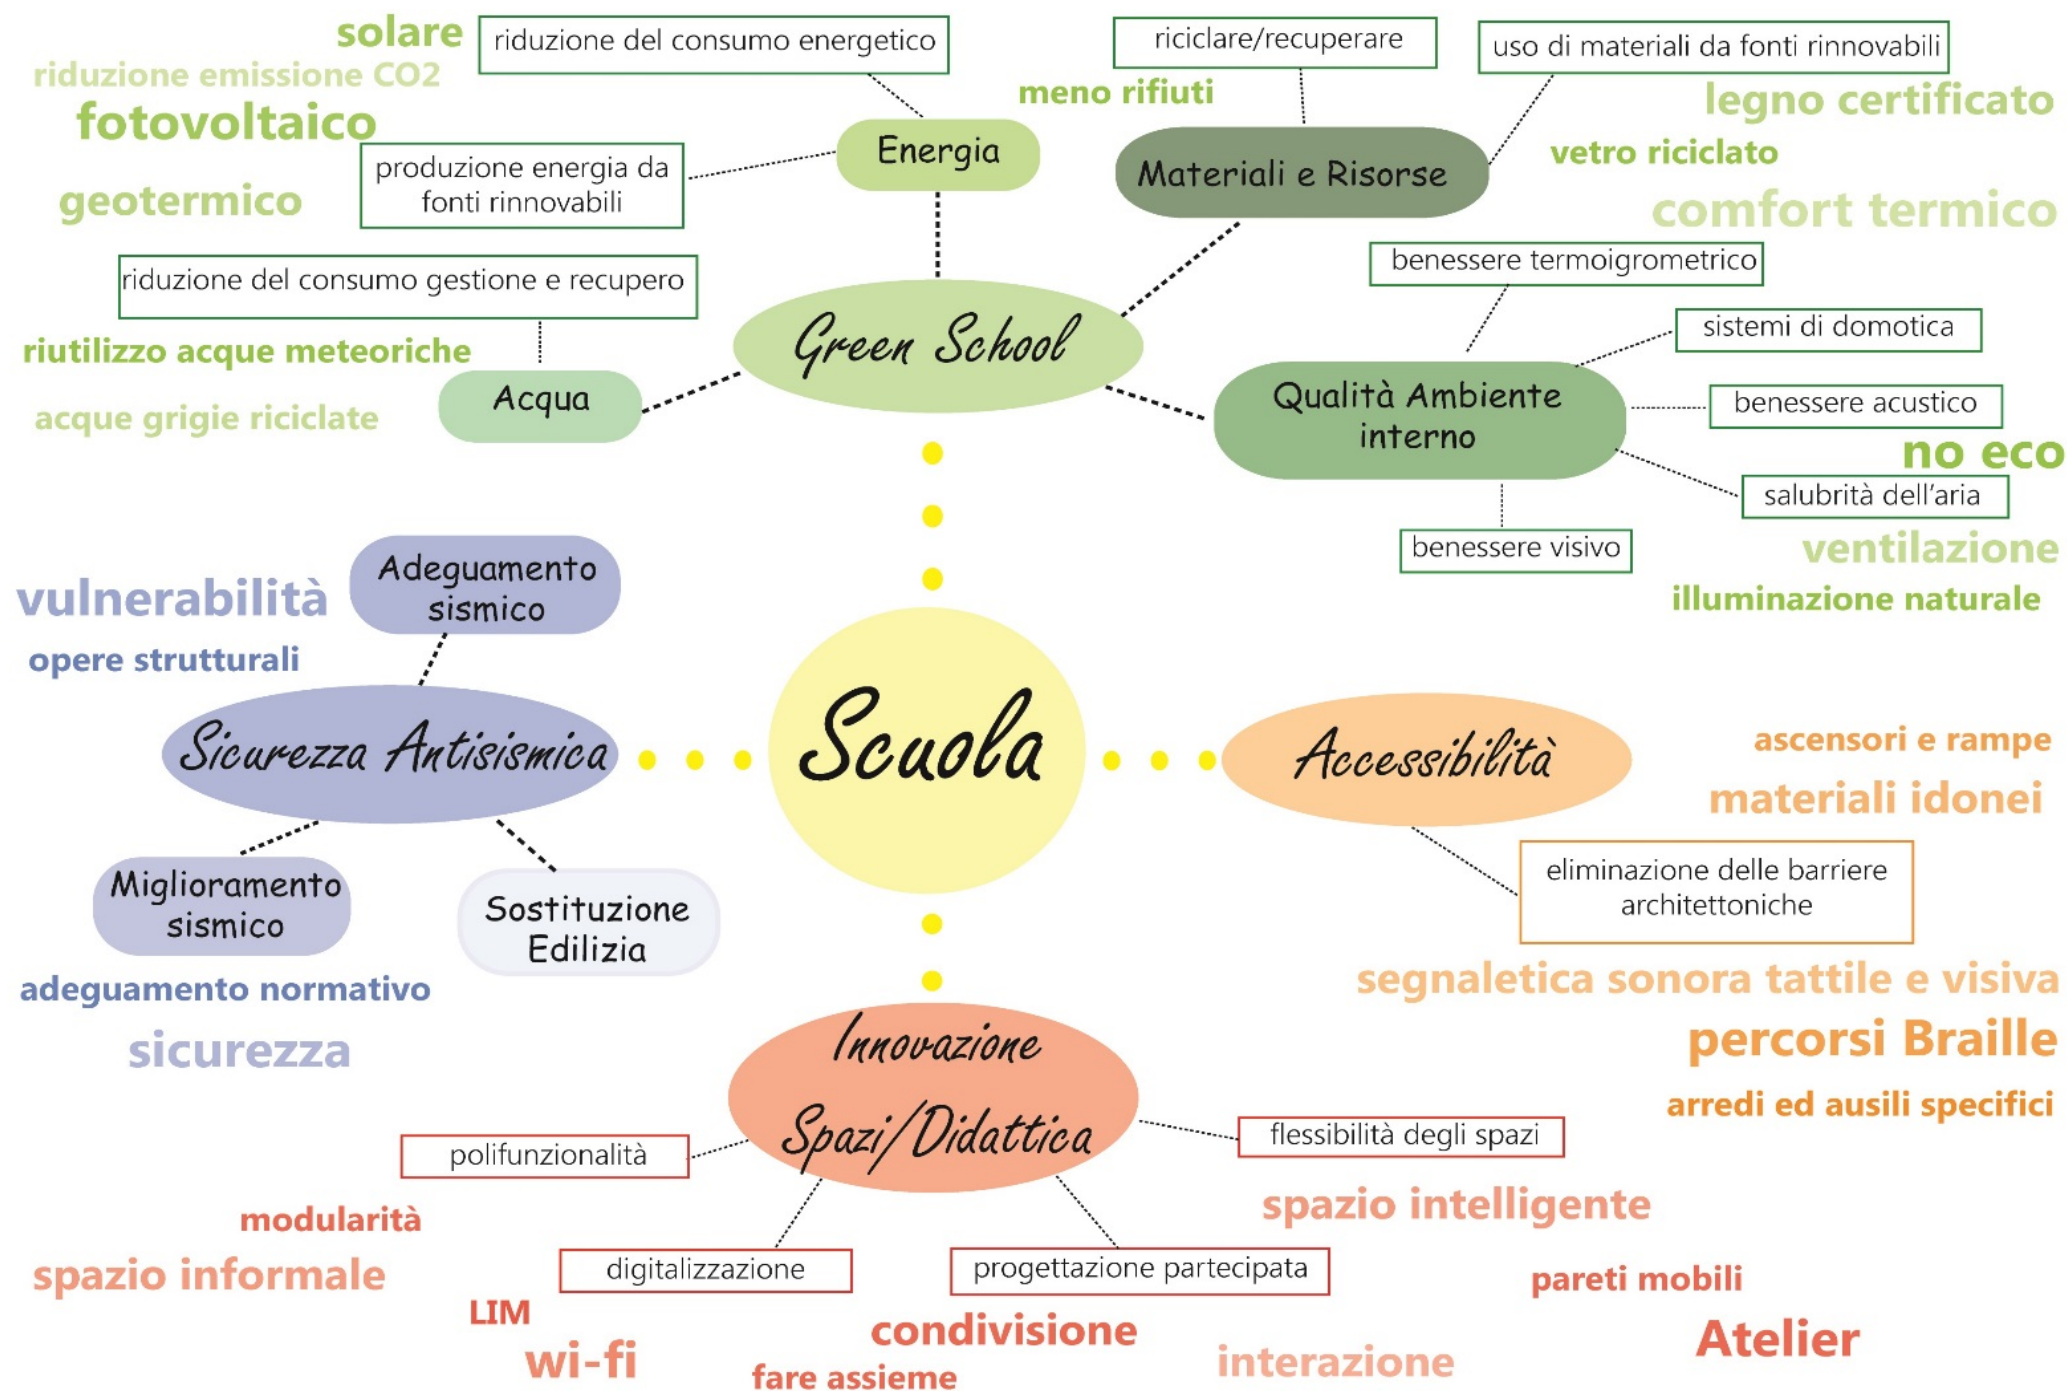 solare
riduzione del consumo energetico
riciclare/recuperare
uso di materiali da fonti rinnovabili
riduzione emissione CO2
meno rifiuti
legno certificato
fotovoltaico
Energia
vetro riciclato
produzione energia da
fonti rinnovabili
Materiali e Risorse
geotermico
comfort termico
benessere termoigrometrico
riduzione del consumo gestione e recupero
sistemi di domotica
Green School
riutilizzo acque meteoriche
Acqua
Qualità Ambiente
interno
benessere acustico
acque grigie riciclate
no eco
salubrità dell'aria
benessere visivo
ventilazione
illuminazione naturale
Adeguamento
sismico
vulnerabilità
opere strutturali
Sicurezza Antisismica
Scuola
Accessibilità
ascensori e rampe
materiali idonei
Miglioramento
sismico
Sostituzione
Edilizia
eliminazione delle barriere
architettoniche
adeguamento normativo
segnaletica sonora tattile e visiva
sicurezza
percorsi Braille
Innovazione
Spazi/Didattica
arredi ed ausili specifici
polifunzionalità
flessibilità degli spazi
modularità
spazio intelligente
spazio informale
digitalizzazione
progettazione partecipata
pareti mobili
LIM
condivisione
Atelier
wi-fi
fare assieme
interazione